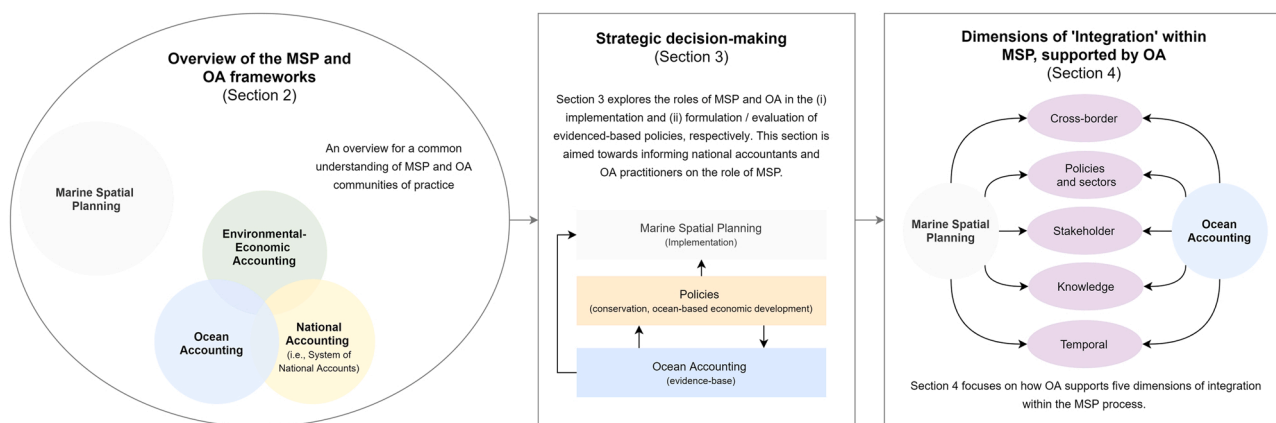 Overview of the MSP and
OA frameworks
(Section 2)
An overview for a common
understanding of MSP and OA
communities of practice
Marine Spatial
Planning
Environmental-
Economic
Accounting
Ocean
Accounting
National
Accounting
(i.e., System of
National Accounts)
Strategic decision-making
(Section 3)
Section 3 explores the roles of MSP and OA in the (i)
implementation and (ii) formulation / evaluation of
evidenced-based policies, respectively. This section is
aimed towards informing national accountants and
OA practitioners on the role of MSP.
Marine Spatial Planning
(Implementation)
Policies
(conservation, ocean-based economic development)
Ocean Accounting
(evidence-base)
Dimensions of 'Integration' within
MSP, supported by OA
(Section 4)
Cross-border
Policies
and sectors
Marine Spatial
Planning
Stakeholder
Ocean
Accounting
Knowledge
Temporal
Section 4 focuses on how OA supports five dimensions of integration
within the MSP process.